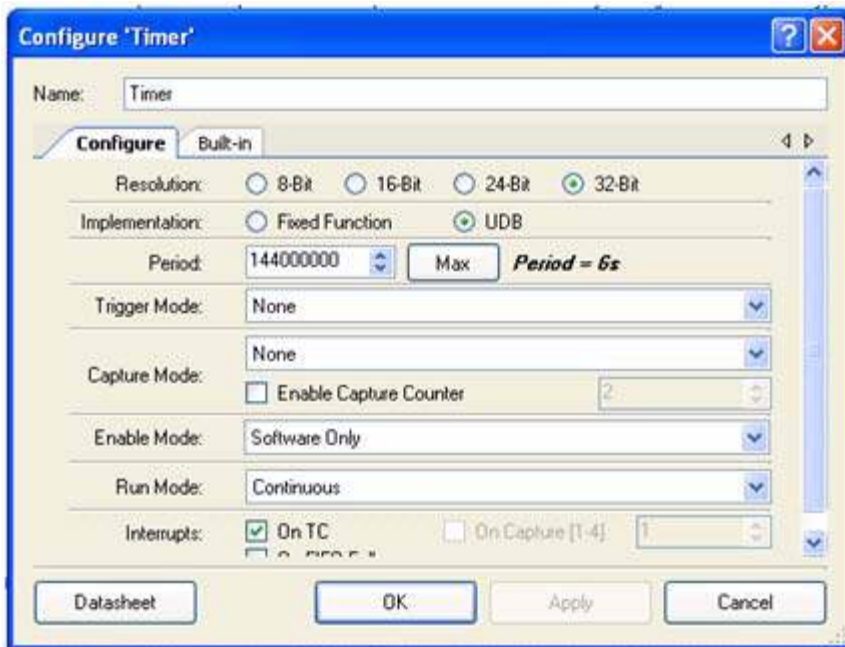 Configure 'Timer'
Name: Timer
Configure Built-in
Resolution: 8-Bit 16-Bit 24-Bit 32-Bit
Implementation: Fixed Function UDB
Period: 144000000 Max Period = 6s
Trigger Mode: None
Capture Mode: None
Enable Capture Counter 2
Enable Mode: Software Only
Run Mode: Continuous
Interrupts: On TC On Capture [1-4] 1
Datasheet OK Apply Cancel